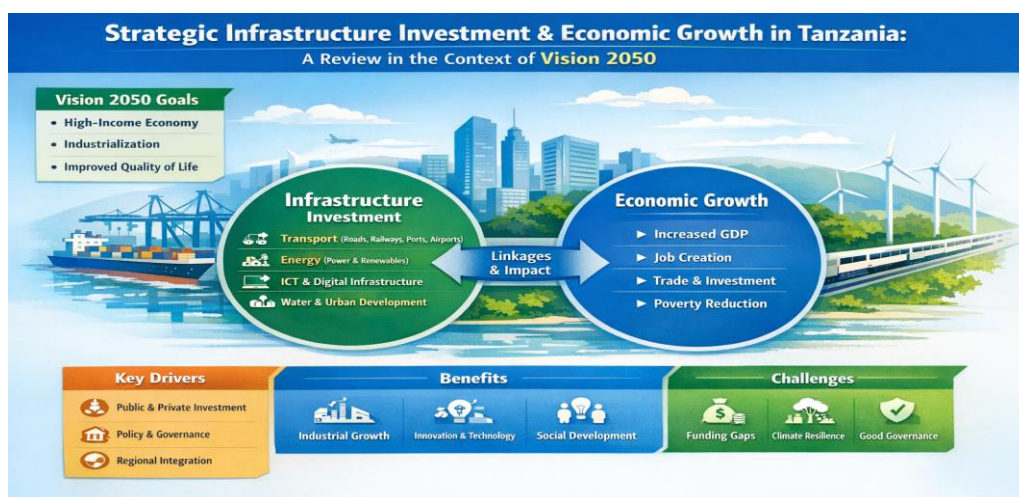 Strategic Infrastructure Investment & Economic Growth in Tanzania:
A Review in the Context of Vision 2050
Vision 2050 Goals
• High-Income Economy
• Industrialization
• Improved Quality of Life
Infrastructure
Investment
Transport (Roads, Railways, Ports, Airports)
Energy (Power & Renewables)
ICT & Digital Infrastructure
Water & Urban Development
Linkages
& Impact
Economic Growth
► Increased GDP
► Job Creation
► Trade & Investment
► Poverty Reduction
Key Drivers
Public & Private Investment
Policy & Governance
Regional Integration
Benefits
Industrial Growth
Innovation & Technology
Social Development
Challenges
Funding Gaps
Climate Resilience
Good Governance